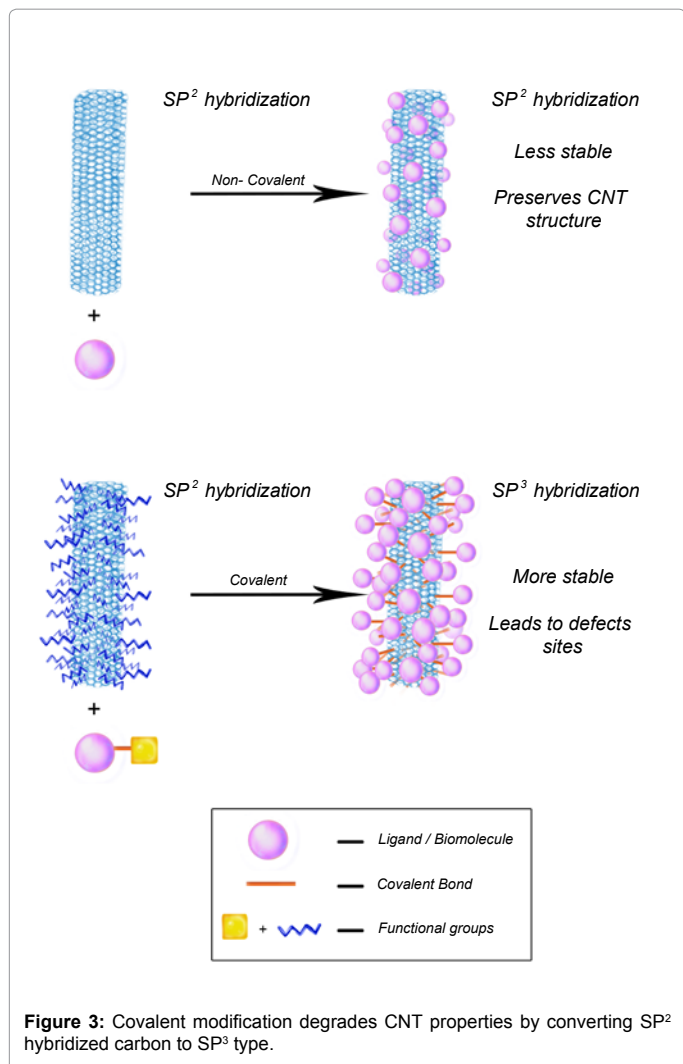 SP² hybridization
SP² hybridization
Less stable
Non- Covalent
Preserves CNT
structure
+
SP² hybridization
SP³ hybridization
Covalent
More stable
Leads to defects
sites
+
Ligand / Biomolecule
Covalent Bond
+
Functional groups
Figure 3: Covalent modification degrades CNT properties by converting SP²
hybridized carbon to SP³ type.